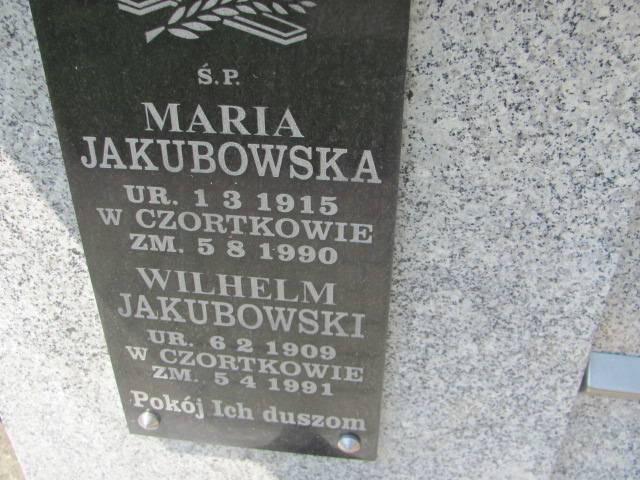 Ś.P.
MARIA
JAKUBOWSKA
UR. 1 3 1915
W CZORTKOWIE
ZM. 5 8 1990
WILHELM
JAKUBOWSKI
UR. 6 2 1909
W CZORTKOWIE
ZM. 5 4 1991
Pokój Ich duszom